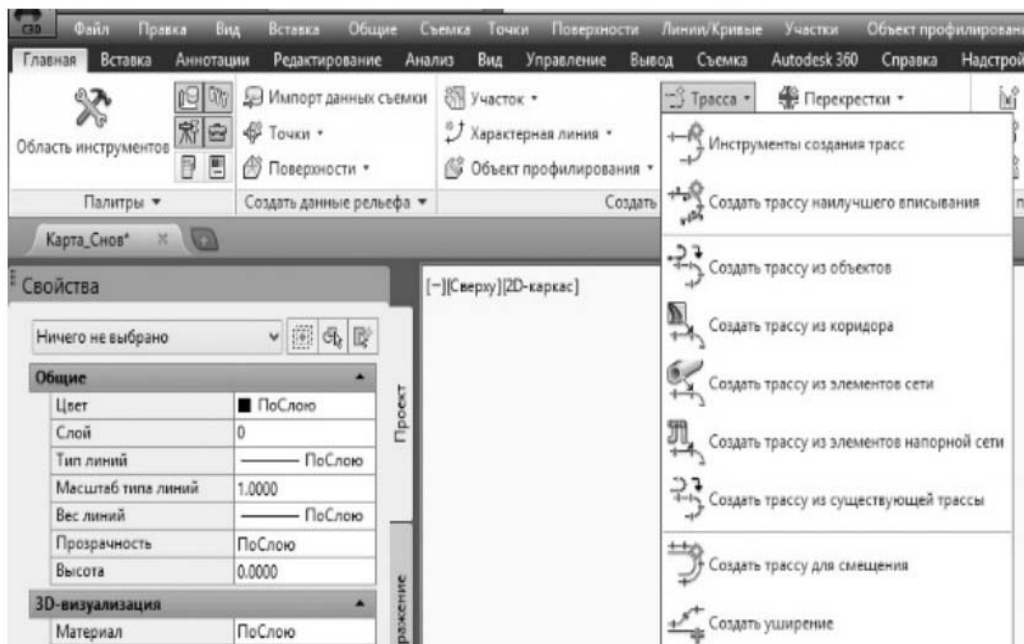 C3D Файл Правка Вид Вставка Общие Съемка Точки Поверхности Линии/Кривые Участки Объект профилирован
Главная Вставка Аннотации Редактирование Анализ Вид Управление Вывод Съемка Autodesk 360 Справка Надстрой
Область инструментов
Импорт данных съемки
Точки
Поверхности
Участок
Характерная линия
Объект профилирования
Трасса
Перекрестки
Палитры
Создать данные рельефа
Создать
Инструменты создания трасс
Создать трассу наилучшего вписывания
Создать трассу из объектов
Создать трассу из коридора
Создать трассу из элементов сети
Создать трассу из элементов напорной сети
Создать трассу из существующей трассы
Создать трассу для смещения
Создать уширение
Карта_Снов*
Свойства
[−][Сверху][2D-каркас]
Ничего не выбрано
Общие
Цвет ПоСлою
Слой 0
Тип линий ПоСлою
Масштаб типа линий 1.0000
Вес линий ПоСлою
Прозрачность ПоСлою
Высота 0.0000
3D-визуализация
Материал ПоСлою
Проект
ражение